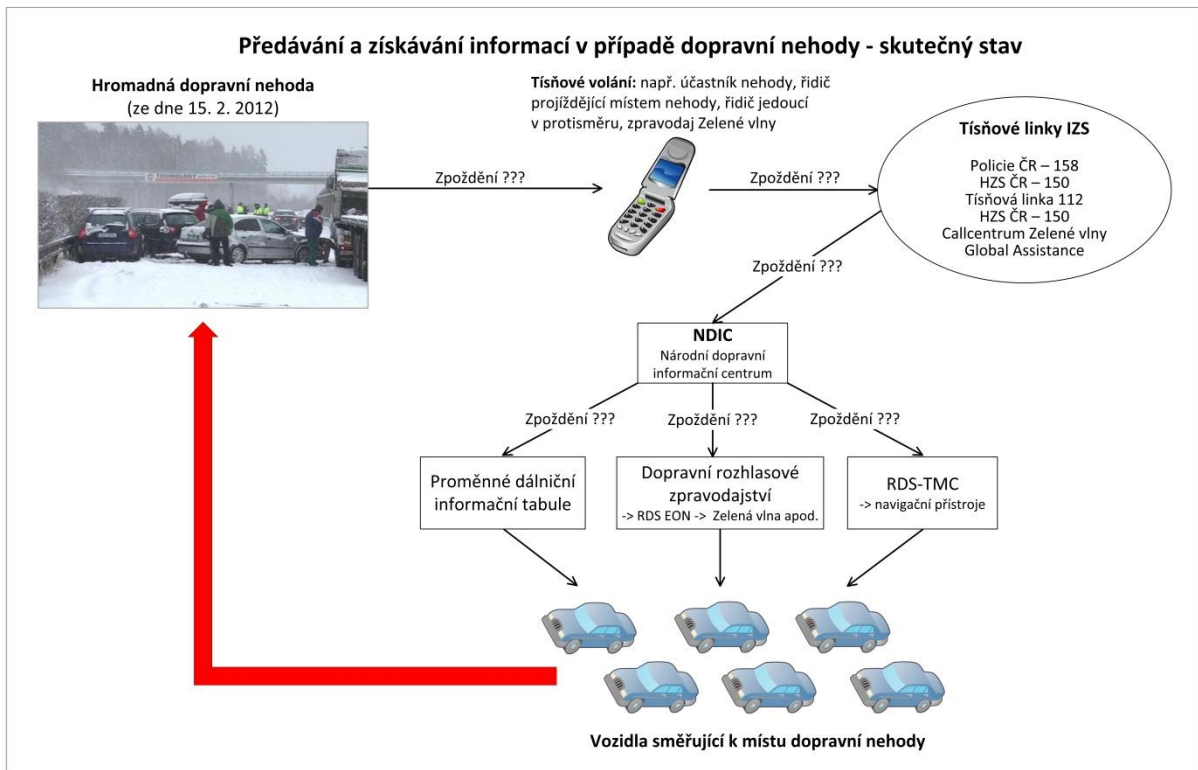 Předávání a získávání informací v případě dopravní nehody - skutečný stav
Hromadná dopravní nehoda
(ze dne 15. 2. 2012)
Tísňové volání: např. účastník nehody, řidič
projíždějící místem nehody, řidič jedoucí
v protisměru, zpravodaj Zelené vlny
Zpoždění ???
Zpoždění ???
Tísňové linky IZS
Policie ČR – 158
HZS ČR – 150
Tísňová linka 112
HZS ČR – 150
Callcentrum Zelené vlny
Global Assistance
Zpoždění ???
NDIC
Národní dopravní
informační centrum
Zpoždění ???
Zpoždění ???
Zpoždění ???
Proměnné dálniční
informační tabule
Dopravní rozhlasové
zpravodajství
-> RDS EON -> Zelená vlna apod.
RDS-TMC
-> navigační přístroje
Vozidla směřující k místu dopravní nehody